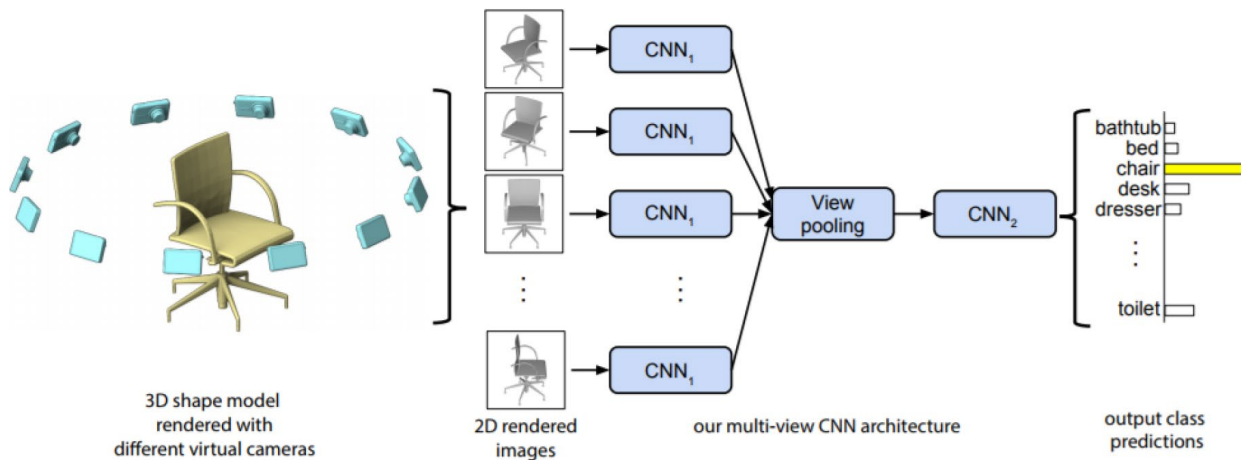 CNN₁
CNN₁
CNN₁
CNN₁
View
pooling
CNN₂
bathtub
bed
chair
desk
dresser
⋮
toilet
⋮
⋮
3D shape model
rendered with
different virtual cameras
2D rendered
images
our multi-view CNN architecture
output class
predictions